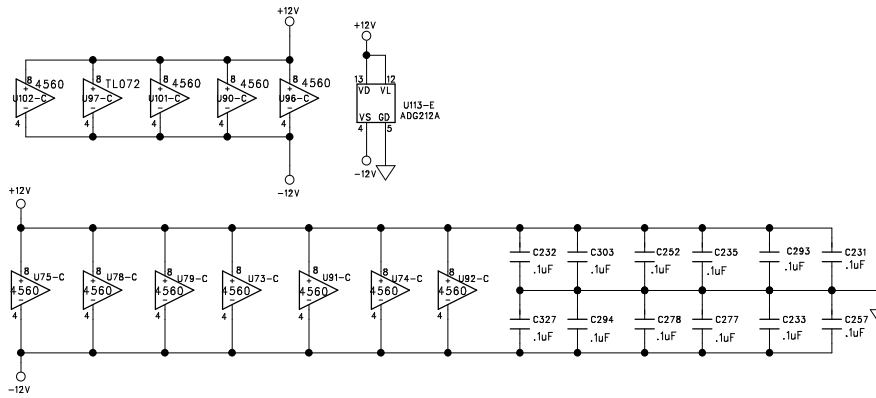 +12V
+12V
8 4560
8 TL072
8 4560
8 4560
8 4560
13 12
VD VL
U102-C
U97-C
U101-C
U90-C
U96-C
U113-E
ADG212A
VS GD
4 5
4
4
4
4
4
-12V
-12V
+12V
8 U75-C
8 U78-C
8 U79-C
8 U73-C
8 U91-C
8 U74-C
8 U92-C
4560
4560
4560
4560
4560
4560
4560
4
4
4
4
4
4
4
C232
.1uF
C303
.1uF
C252
.1uF
C235
.1uF
C293
.1uF
C231
.1uF
C327
.1uF
C294
.1uF
C278
.1uF
C277
.1uF
C233
.1uF
C257
.1uF
-12V